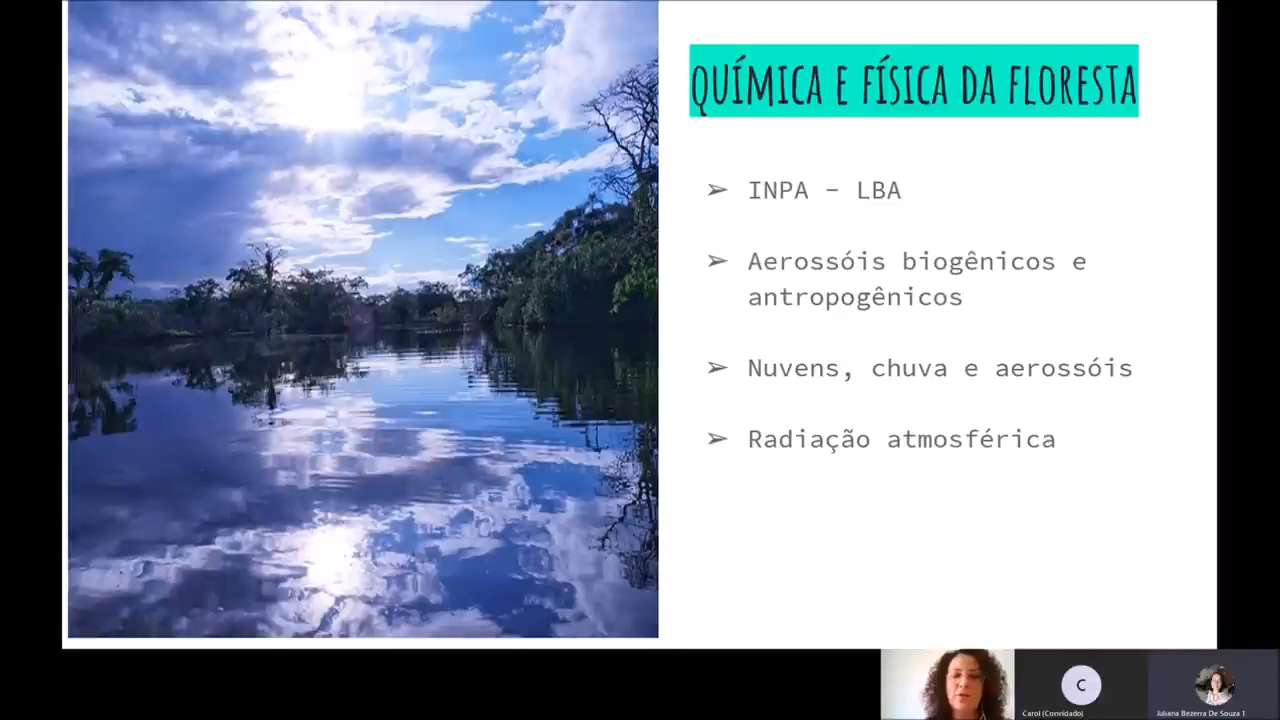 QUÍMICA E FÍSICA DA FLORESTA
➢ INPA - LBA
➢ Aerossóis biogênicos e
antropogênicos
➢ Nuvens, chuva e aerossóis
➢ Radiação atmosférica
C
Carol (Convidado)
Juliana Bezerra De Souza 1